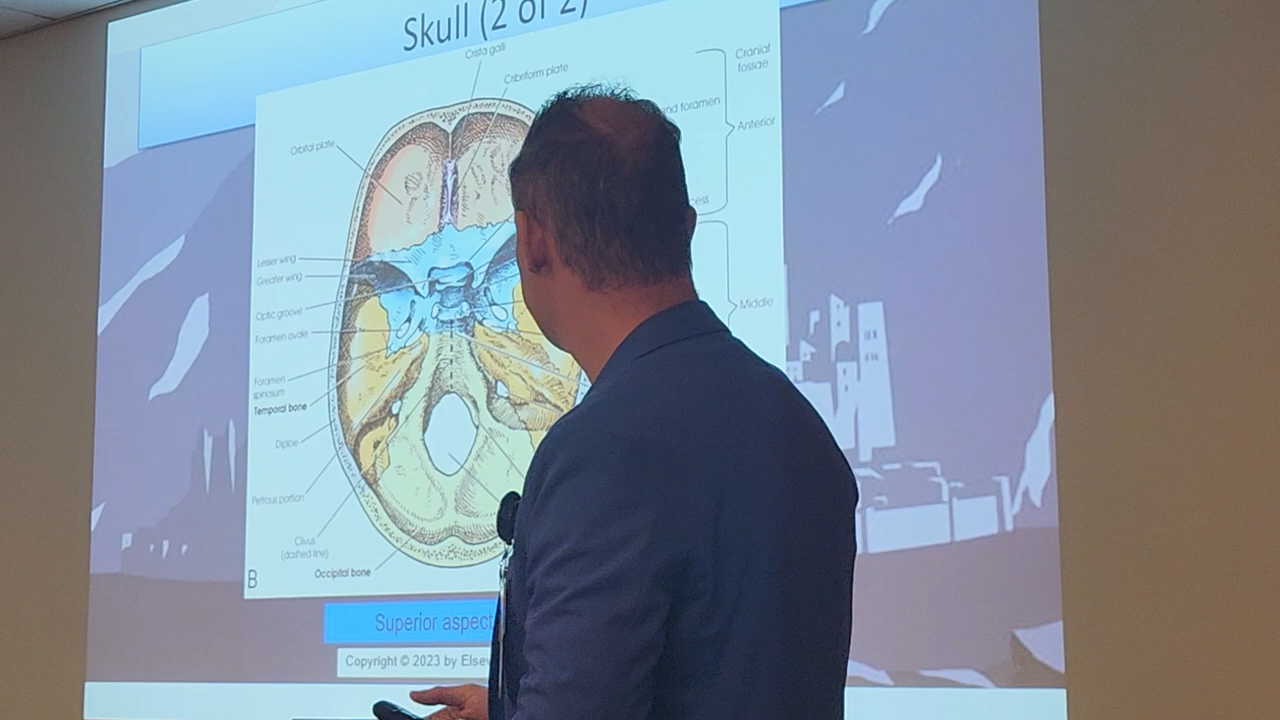 Skull (2 of 2)
Crista galli
Cribriform plate
Cranial
fossae
and foramen
Anterior
Orbital plate
Lesser wing
Greater wing
Optic groove
Foramen ovale
Middle
Foramen
spinosum
Temporal bone
Diploe
Petrous portion
Clivus
(dashed line)
Occipital bone
B
Superior aspect
Copyright © 2023 by